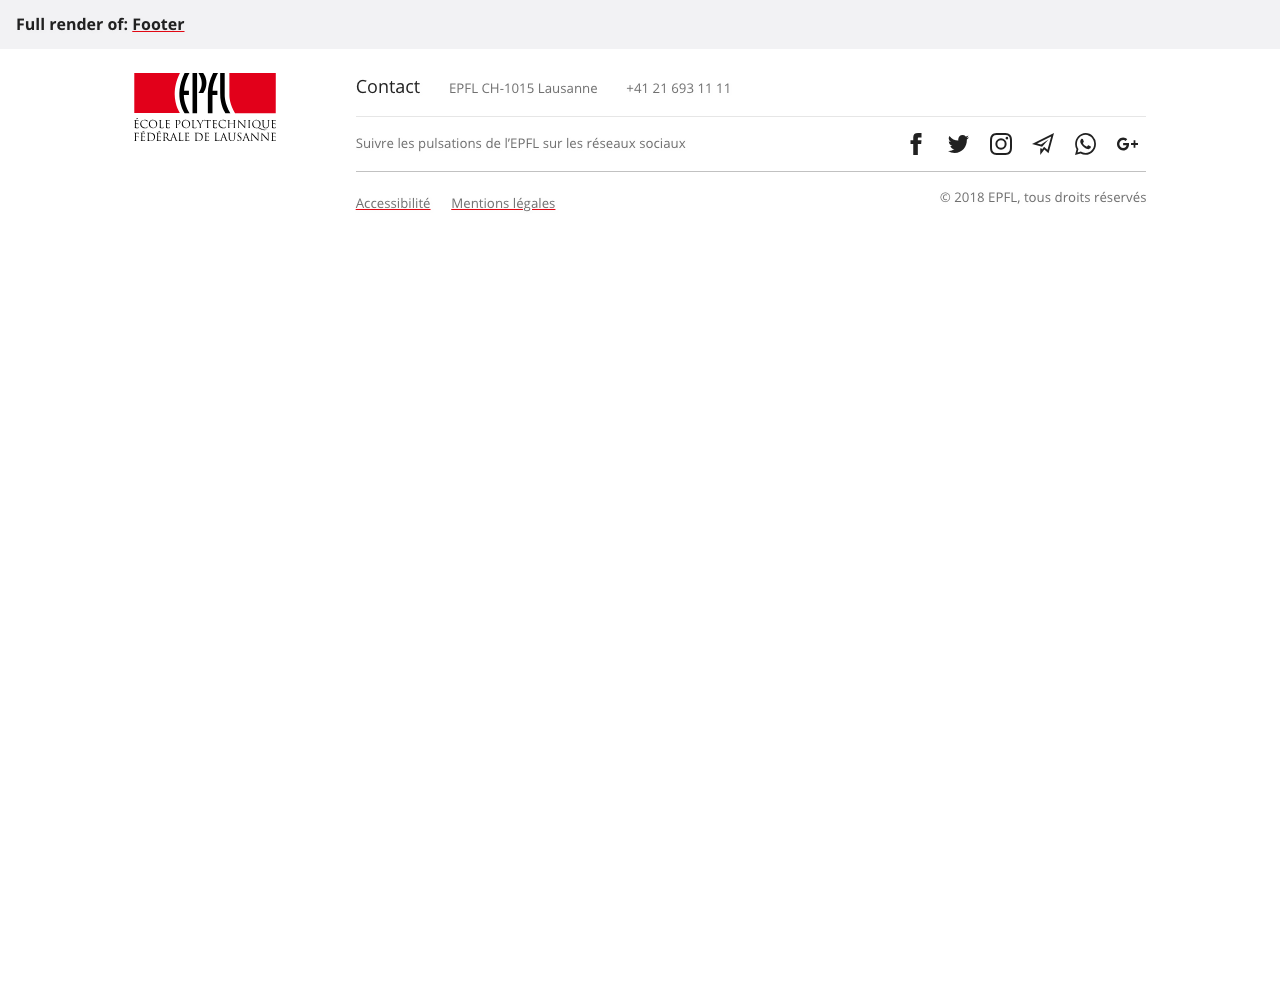 Full render of: Footer
EPFL
ÉCOLE POLYTECHNIQUE
FÉDÉRALE DE LAUSANNE
Contact EPFL CH-1015 Lausanne +41 21 693 11 11
Suivre les pulsations de l’EPFL sur les réseaux sociaux
Accessibilité Mentions légales © 2018 EPFL, tous droits réservés